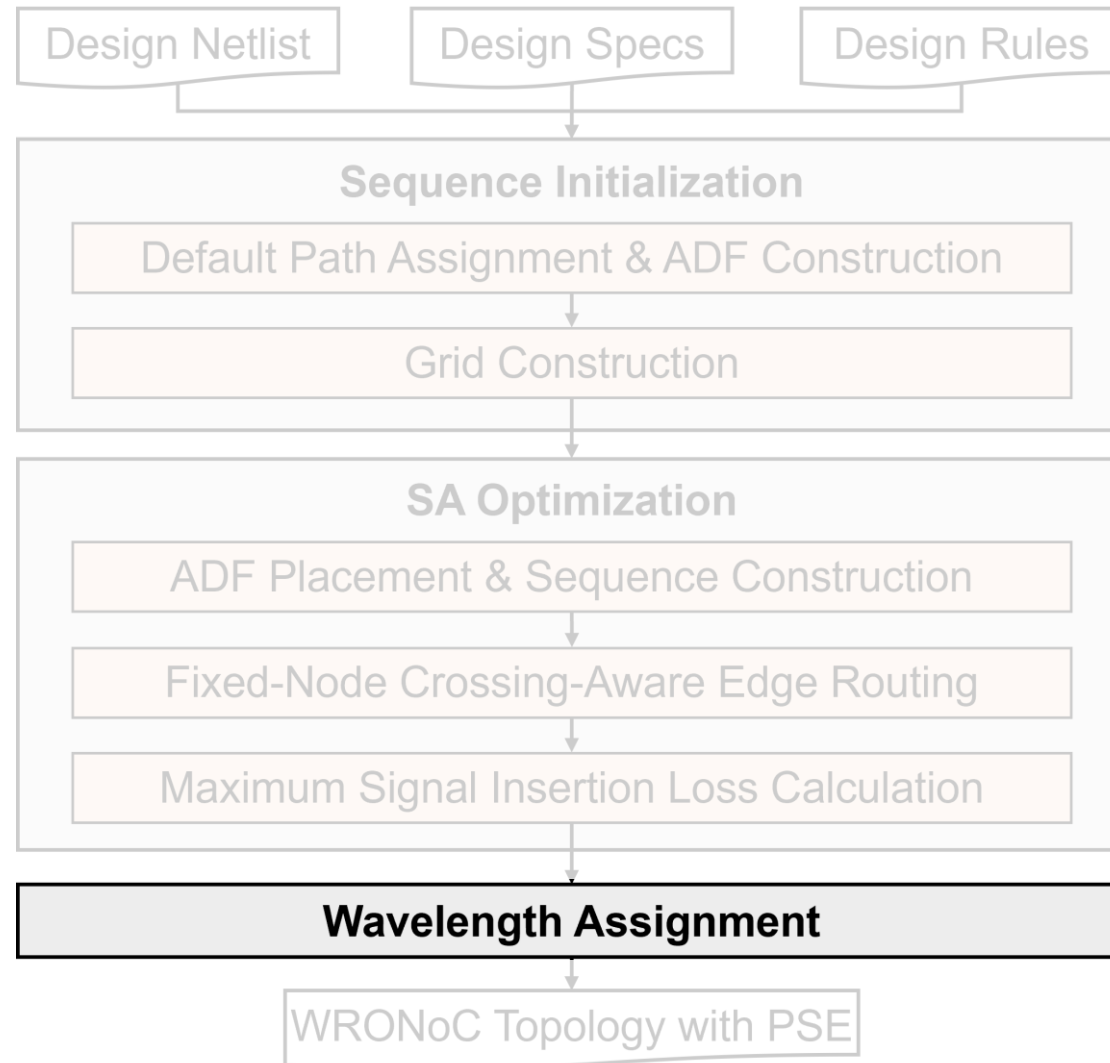 Design Netlist
Design Specs
Design Rules
Sequence Initialization
Default Path Assignment & ADF Construction
Grid Construction
SA Optimization
ADF Placement & Sequence Construction
Fixed-Node Crossing-Aware Edge Routing
Maximum Signal Insertion Loss Calculation
Wavelength Assignment
WRONoC Topology with PSE